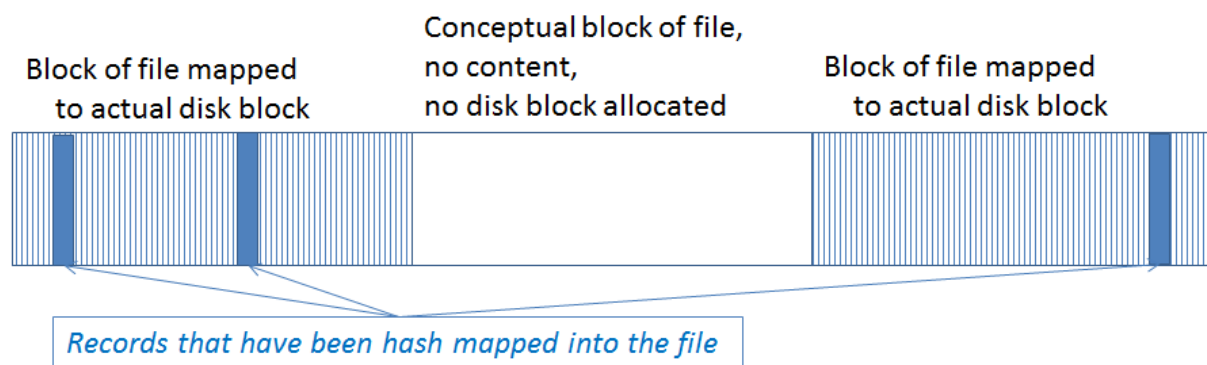 Block of file mapped
to actual disk block
Conceptual block of file,
no content,
no disk block allocated
Block of file mapped
to actual disk block
Records that have been hash mapped into the file